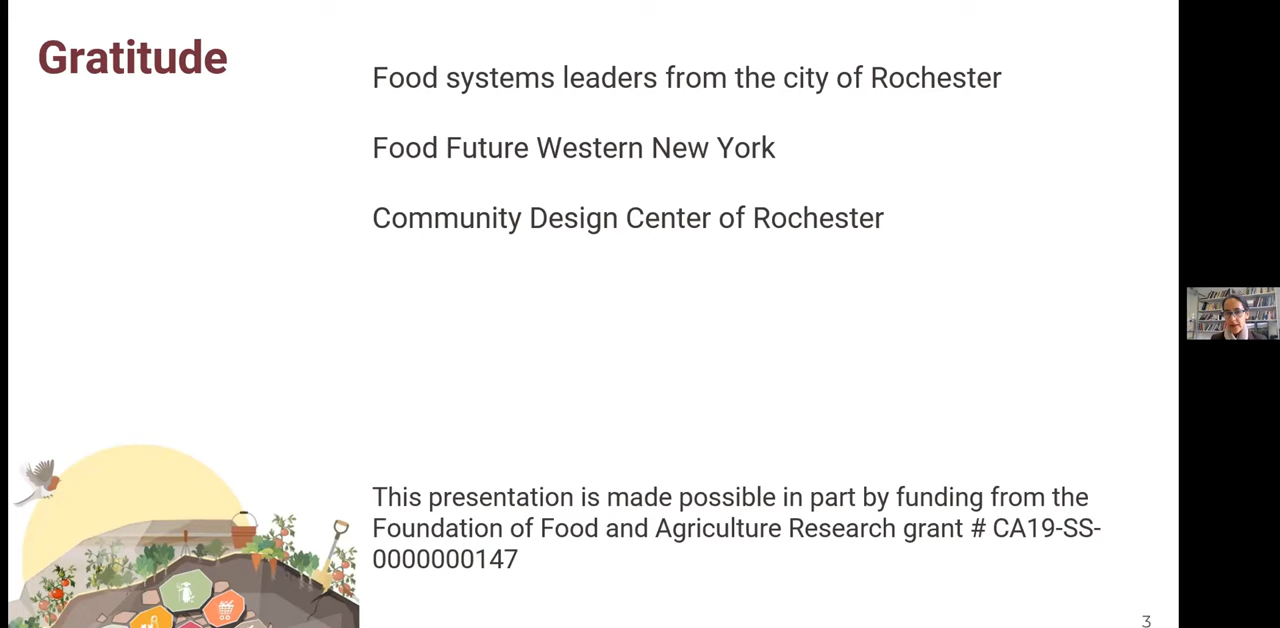 Gratitude
Food systems leaders from the city of Rochester
Food Future Western New York
Community Design Center of Rochester
This presentation is made possible in part by funding from the
Foundation of Food and Agriculture Research grant # CA19-SS-
0000000147
3